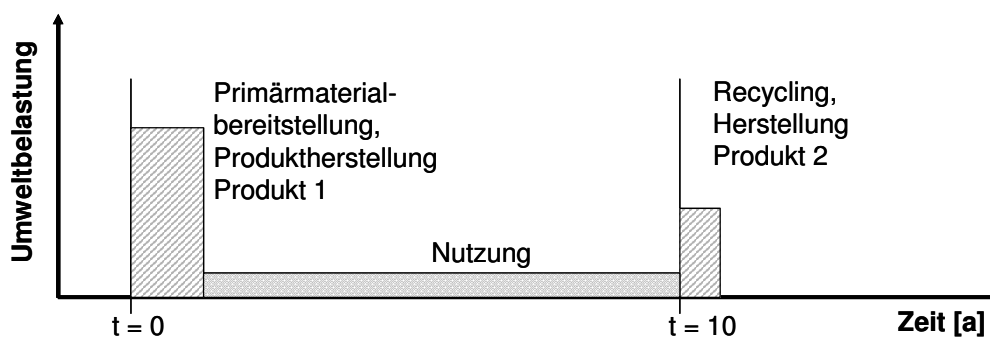 Umweltbelastung
Primärmaterial-
bereitstellung,
Produktherstellung
Produkt 1
Recycling,
Herstellung
Produkt 2
Nutzung
t = 0
t = 10
Zeit [a]